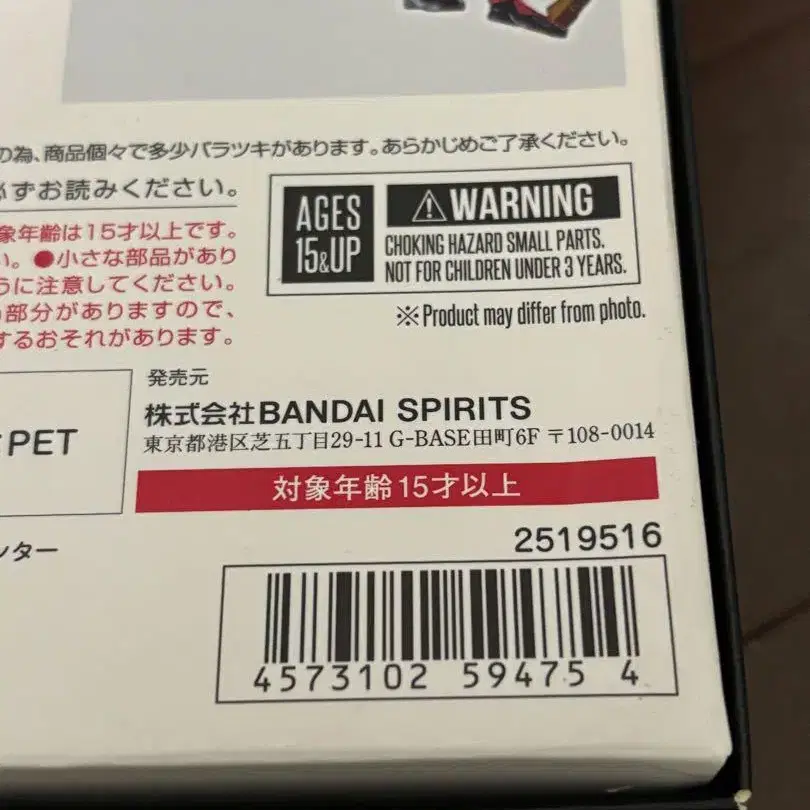 の為、商品個々で多少バラツキがあります。あらかじめご了承ください。
必ずお読みください。
象年齢は15才以上です。
い。●小さな部品があり
うに注意してください。
部分がありますので、
するおそれがあります。
AGES
15&UP
⚠WARNING
CHOKING HAZARD SMALL PARTS.
NOT FOR CHILDREN UNDER 3 YEARS.
※Product may differ from photo.
PET
発売元
株式会社BANDAI SPIRITS
東京都港区芝五丁目29-11 G-BASE田町6F 〒108-0014
対象年齢15才以上
ンター
2519516
4573102 59475 4